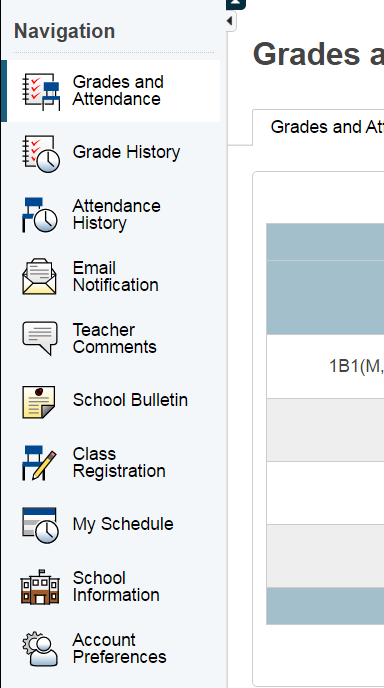 Navigation
Grades and
Attendance
Grade History
Attendance
History
Email
Notification
Teacher
Comments
School Bulletin
Class
Registration
My Schedule
School
Information
Account
Preferences
Grades a
Grades and Att
1B1(M,